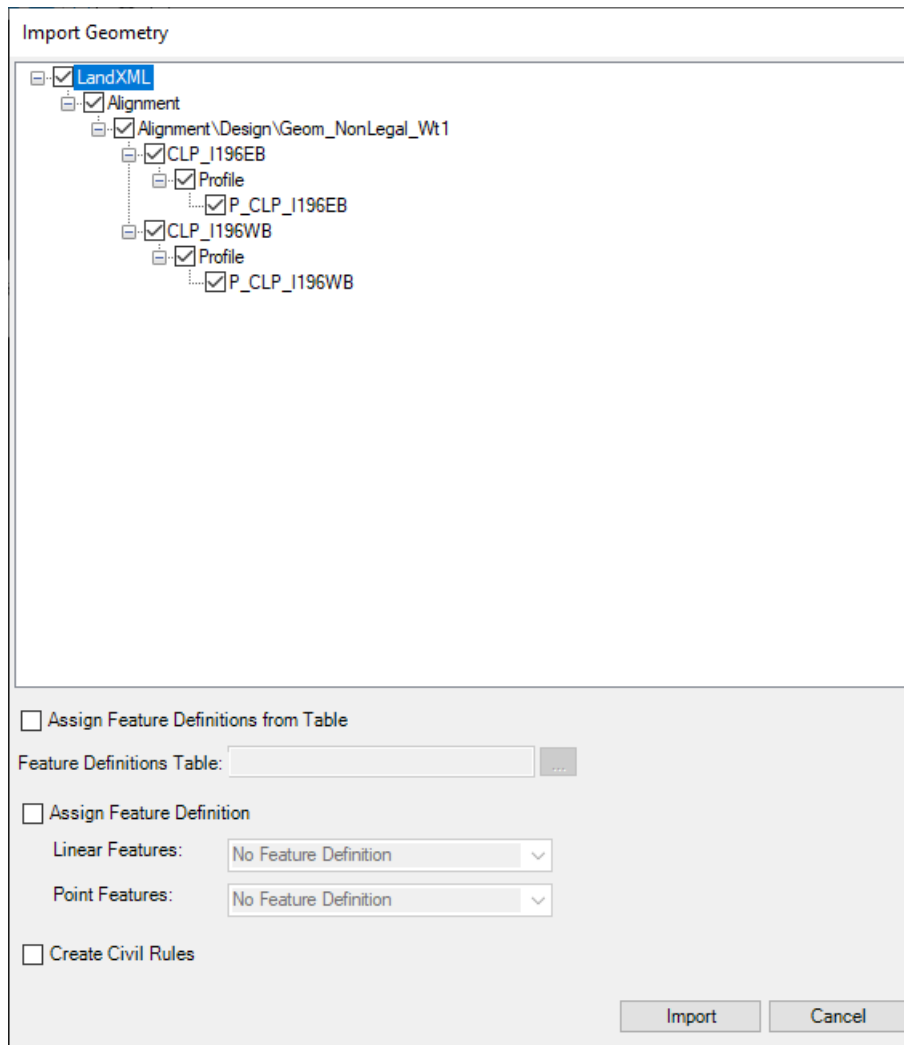 Import Geometry
LandXML
Alignment
Alignment\Design\Geom_NonLegal_Wt1
CLP_I196EB
Profile
P_CLP_I196EB
CLP_I196WB
Profile
P_CLP_I196WB
Assign Feature Definitions from Table
Feature Definitions Table:
...
Assign Feature Definition
Linear Features: No Feature Definition
Point Features: No Feature Definition
Create Civil Rules
Import Cancel